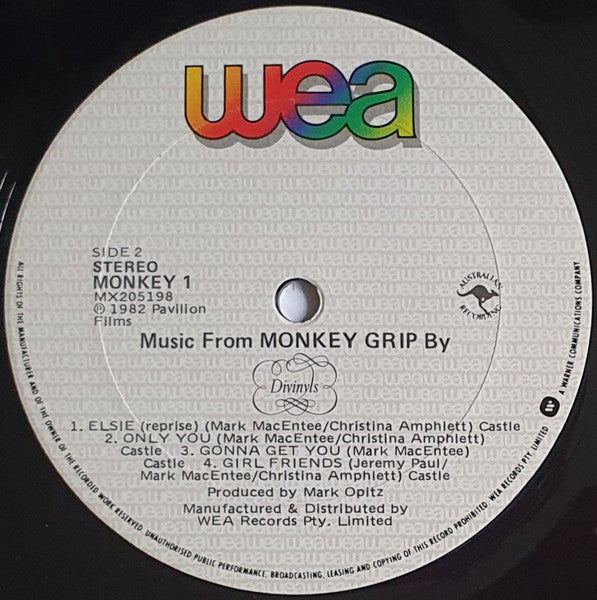 wea
SIDE 2
STEREO
MONKEY 1
MX205198
℗ 1982 Pavilion
Films
AUSTRALIAN
RECORDING
Music From MONKEY GRIP By
Divinyls
1. ELSIE (reprise) (Mark MacEntee/Christina Amphlett) Castle
2. ONLY YOU (Mark MacEntee/Christina Amphlett)
Castle 3. GONNA GET YOU (Mark MacEntee)
Castle 4. GIRL FRIENDS (Jeremy Paul/
Mark MacEntee/Christina Amphlett) Castle
Produced by Mark Opitz
Manufactured & Distributed by
WEA Records Pty. Limited
ALL RIGHTS OF THE MANUFACTURER AND OF THE OWNER OF THE RECORDED WORK RESERVED. UNAUTHORISED PUBLIC PERFORMANCE, BROADCASTING, LEASING AND COPYING OF THIS RECORD PROHIBITED. WEA RECORDS PTY. LIMITED
A WARNER COMMUNICATIONS COMPANY.